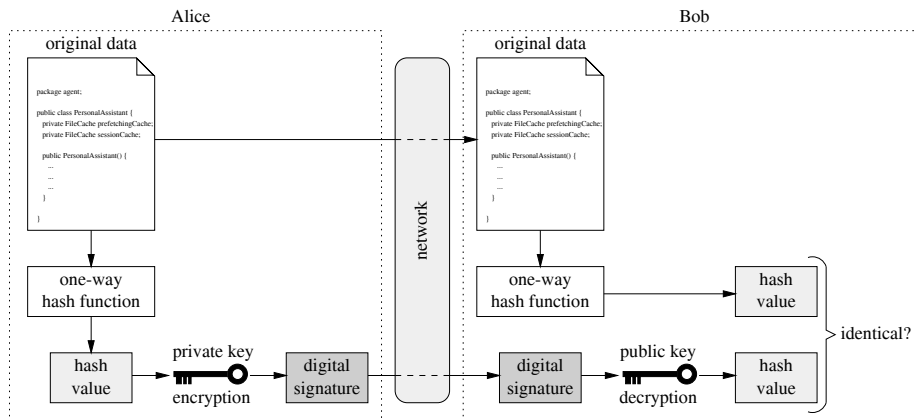 Alice
Bob
original data
package agent;
public class PersonalAssistant {
private FileCache prefetchingCache;
private FileCache sessionCache;
public PersonalAssistant() {
...
...
...
}
}
one-way
hash function
hash
value
private key
encryption
digital
signature
network
original data
package agent;
public class PersonalAssistant {
private FileCache prefetchingCache;
private FileCache sessionCache;
public PersonalAssistant() {
...
...
...
}
}
one-way
hash function
hash
value
digital
signature
public key
decryption
hash
value
identical?